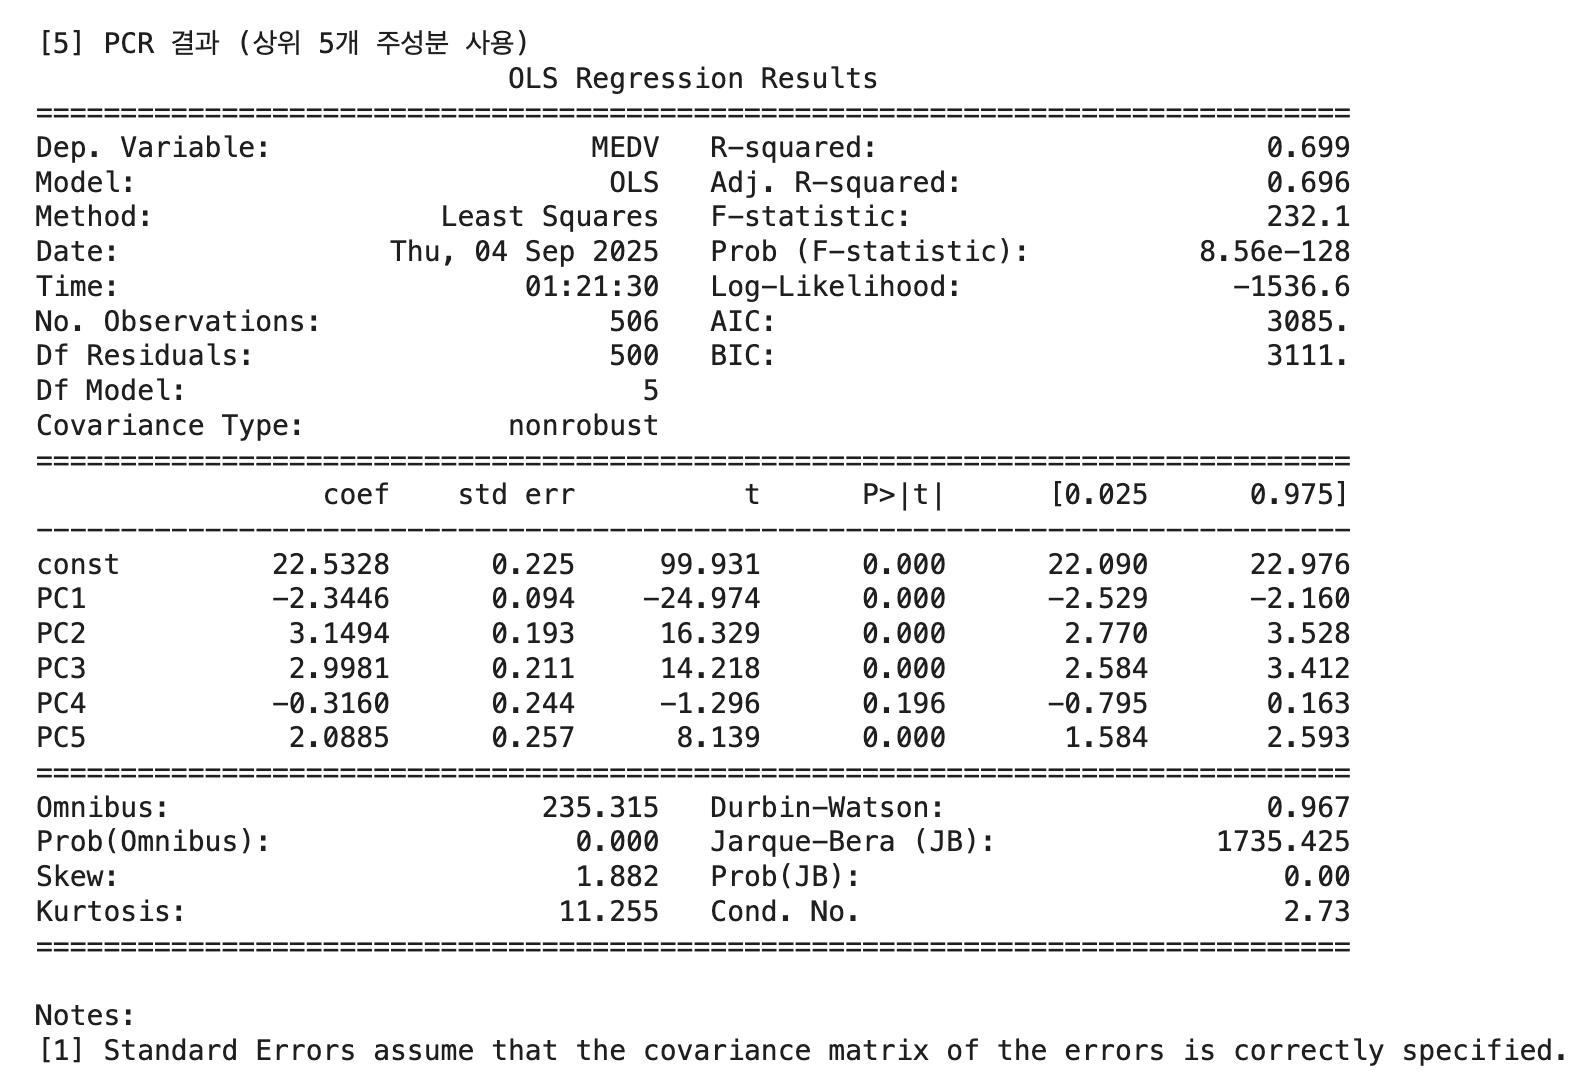 [5] PCR 결과 (상위 5개 주성분 사용)
                            OLS Regression Results
==============================================================================
Dep. Variable:                   MEDV   R-squared:                       0.699
Model:                            OLS   Adj. R-squared:                  0.696
Method:                 Least Squares   F-statistic:                     232.1
Date:                Thu, 04 Sep 2025   Prob (F-statistic):          8.56e-128
Time:                        01:21:30   Log-Likelihood:                -1536.6
No. Observations:                 506   AIC:                             3085.
Df Residuals:                     500   BIC:                             3111.
Df Model:                           5
Covariance Type:            nonrobust
==============================================================================
                 coef    std err          t      P>|t|      [0.025      0.975]
------------------------------------------------------------------------------
const         22.5328      0.225     99.931      0.000      22.090      22.976
PC1           -2.3446      0.094    -24.974      0.000      -2.529      -2.160
PC2            3.1494      0.193     16.329      0.000       2.770       3.528
PC3            2.9981      0.211     14.218      0.000       2.584       3.412
PC4           -0.3160      0.244     -1.296      0.196      -0.795       0.163
PC5            2.0885      0.257      8.139      0.000       1.584       2.593
==============================================================================
Omnibus:                      235.315   Durbin-Watson:                   0.967
Prob(Omnibus):                  0.000   Jarque-Bera (JB):             1735.425
Skew:                           1.882   Prob(JB):                         0.00
Kurtosis:                      11.255   Cond. No.                         2.73
==============================================================================

Notes:
[1] Standard Errors assume that the covariance matrix of the errors is correctly specified.